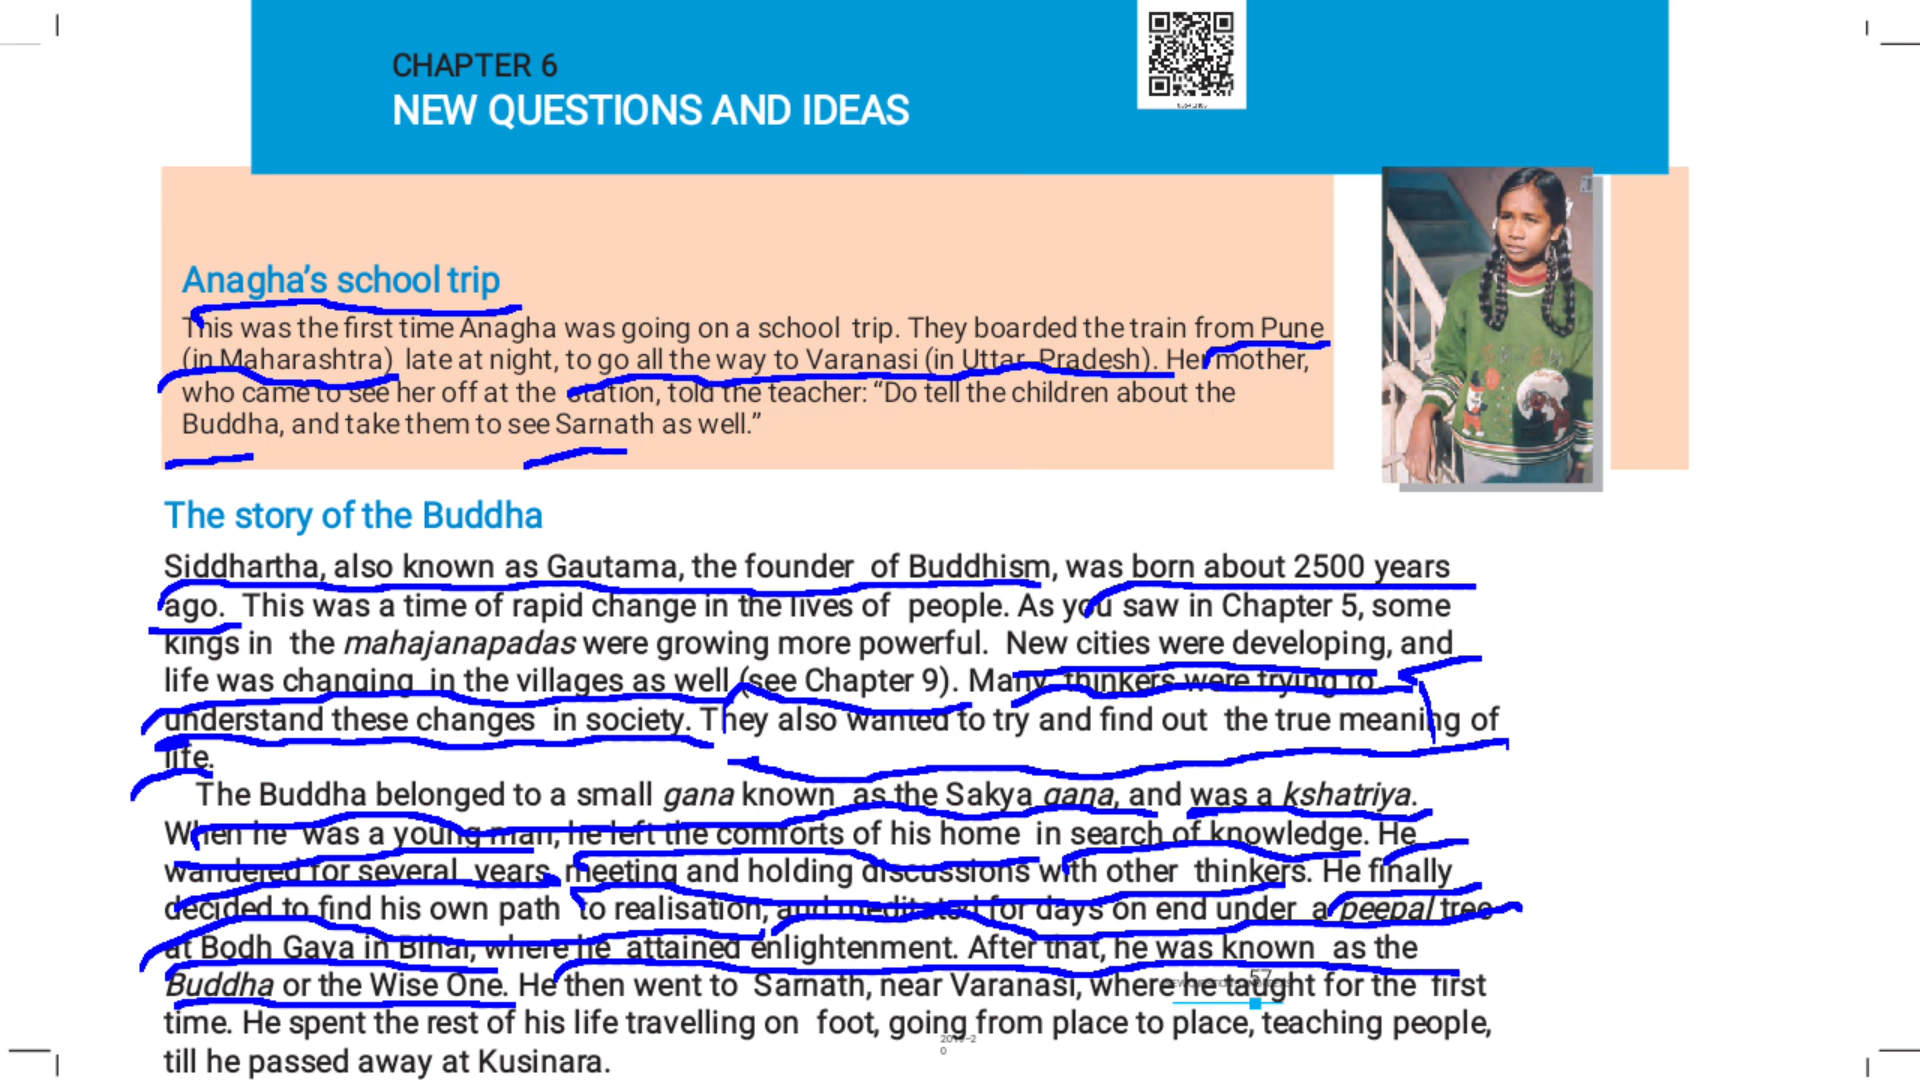 CHAPTER 6
NEW QUESTIONS AND IDEAS
Anagha's school trip
This was the first time Anagha was going on a school trip. They boarded the train from Pune
(in Maharashtra) late at night, to go all the way to Varanasi (in Uttar Pradesh). Her mother,
who came to see her off at the station, told the teacher: “Do tell the children about the
Buddha, and take them to see Sarnath as well.”
The story of the Buddha
Siddhartha, also known as Gautama, the founder of Buddhism, was born about 2500 years
ago. This was a time of rapid change in the lives of people. As you saw in Chapter 5, some
kings in the mahajanapadas were growing more powerful. New cities were developing, and
life was changing in the villages as well (see Chapter 9). Many thinkers were trying to
understand these changes in society. They also wanted to try and find out the true meaning of
life.
The Buddha belonged to a small gana known as the Sakya gana, and was a kshatriya.
When he was a young man, he left the comforts of his home in search of knowledge. He
wandered for several years, meeting and holding discussions with other thinkers. He finally
decided to find his own path to realisation, and meditated for days on end under a peepal tree
at Bodh Gaya in Bihar, where he attained enlightenment. After that, he was known as the
Buddha or the Wise One. He then went to Sarnath, near Varanasi, where he taught for the first
time. He spent the rest of his life travelling on foot, going from place to place, teaching people,
till he passed away at Kusinara.
57